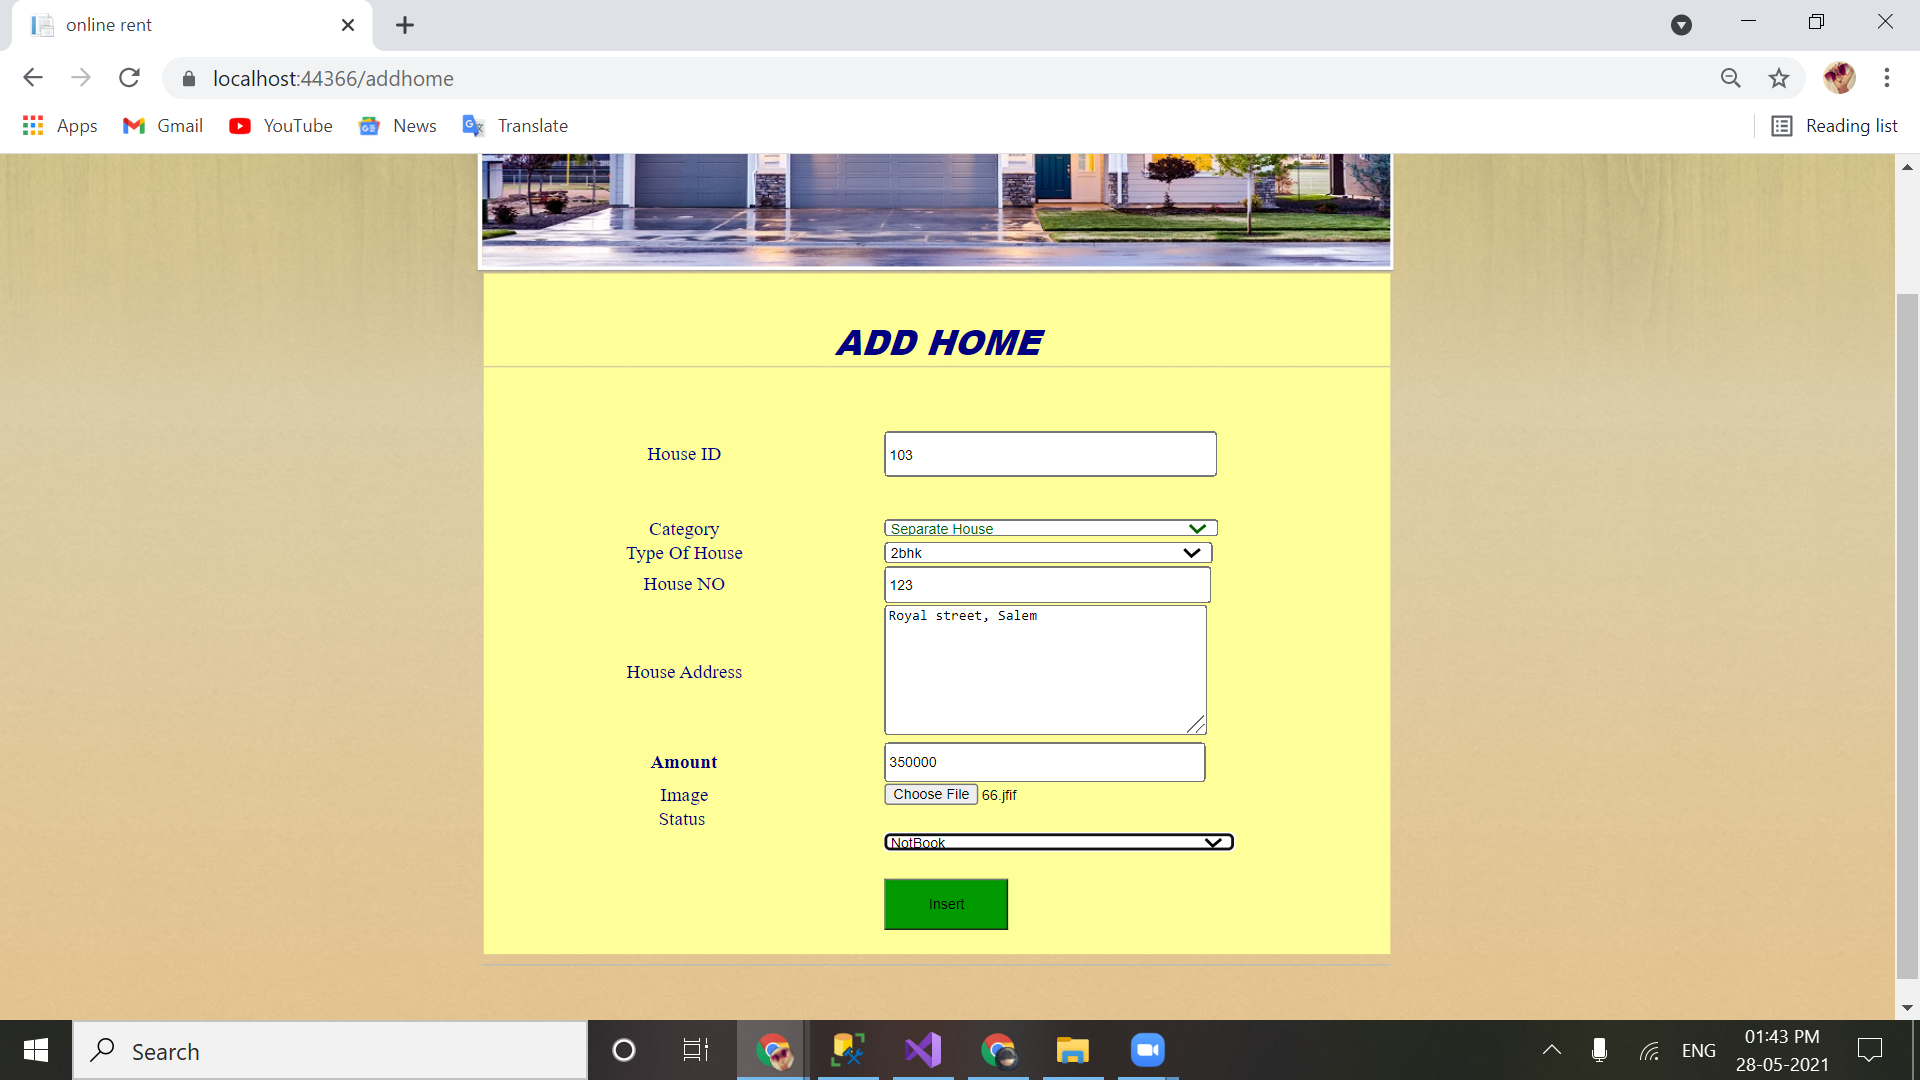 online rent
localhost:44366/addhome
Apps Gmail YouTube News Translate Reading list
ADD HOME
House ID 103
Category Separate House
Type Of House 2bhk
House NO 123
Royal street, Salem
House Address
Amount 350000
Image Choose File 66.jfif
Status
NotBook
Insert
Search
ENG
01:43 PM
28-05-2021